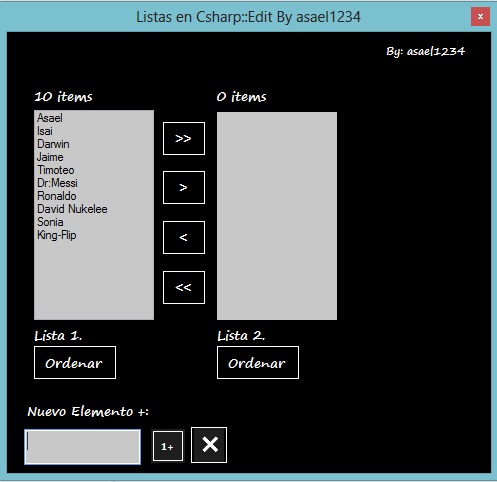 Listas en Csharp::Edit By asael1234
x
By: asael1234
10 items
0 items
Asael
Isai
Darwin
Jaime
Timoteo
Dr:Messi
Ronaldo
David Nukelee
Sonia
King-Flip
>>
>
<
<<
Lista 1.
Lista 2.
Ordenar
Ordenar
Nuevo Elemento +:
1+
✕